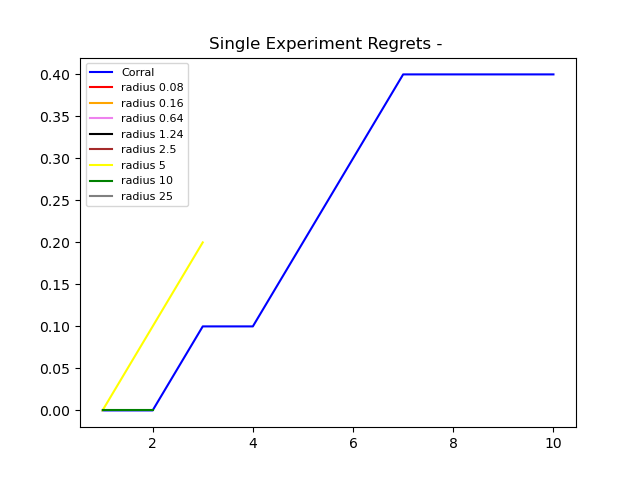 Single Experiment Regrets -
0.40
0.35
0.30
0.25
0.20
0.15
0.10
0.05
0.00
Corral
radius 0.08
radius 0.16
radius 0.64
radius 1.24
radius 2.5
radius 5
radius 10
radius 25
2 4 6 8 10